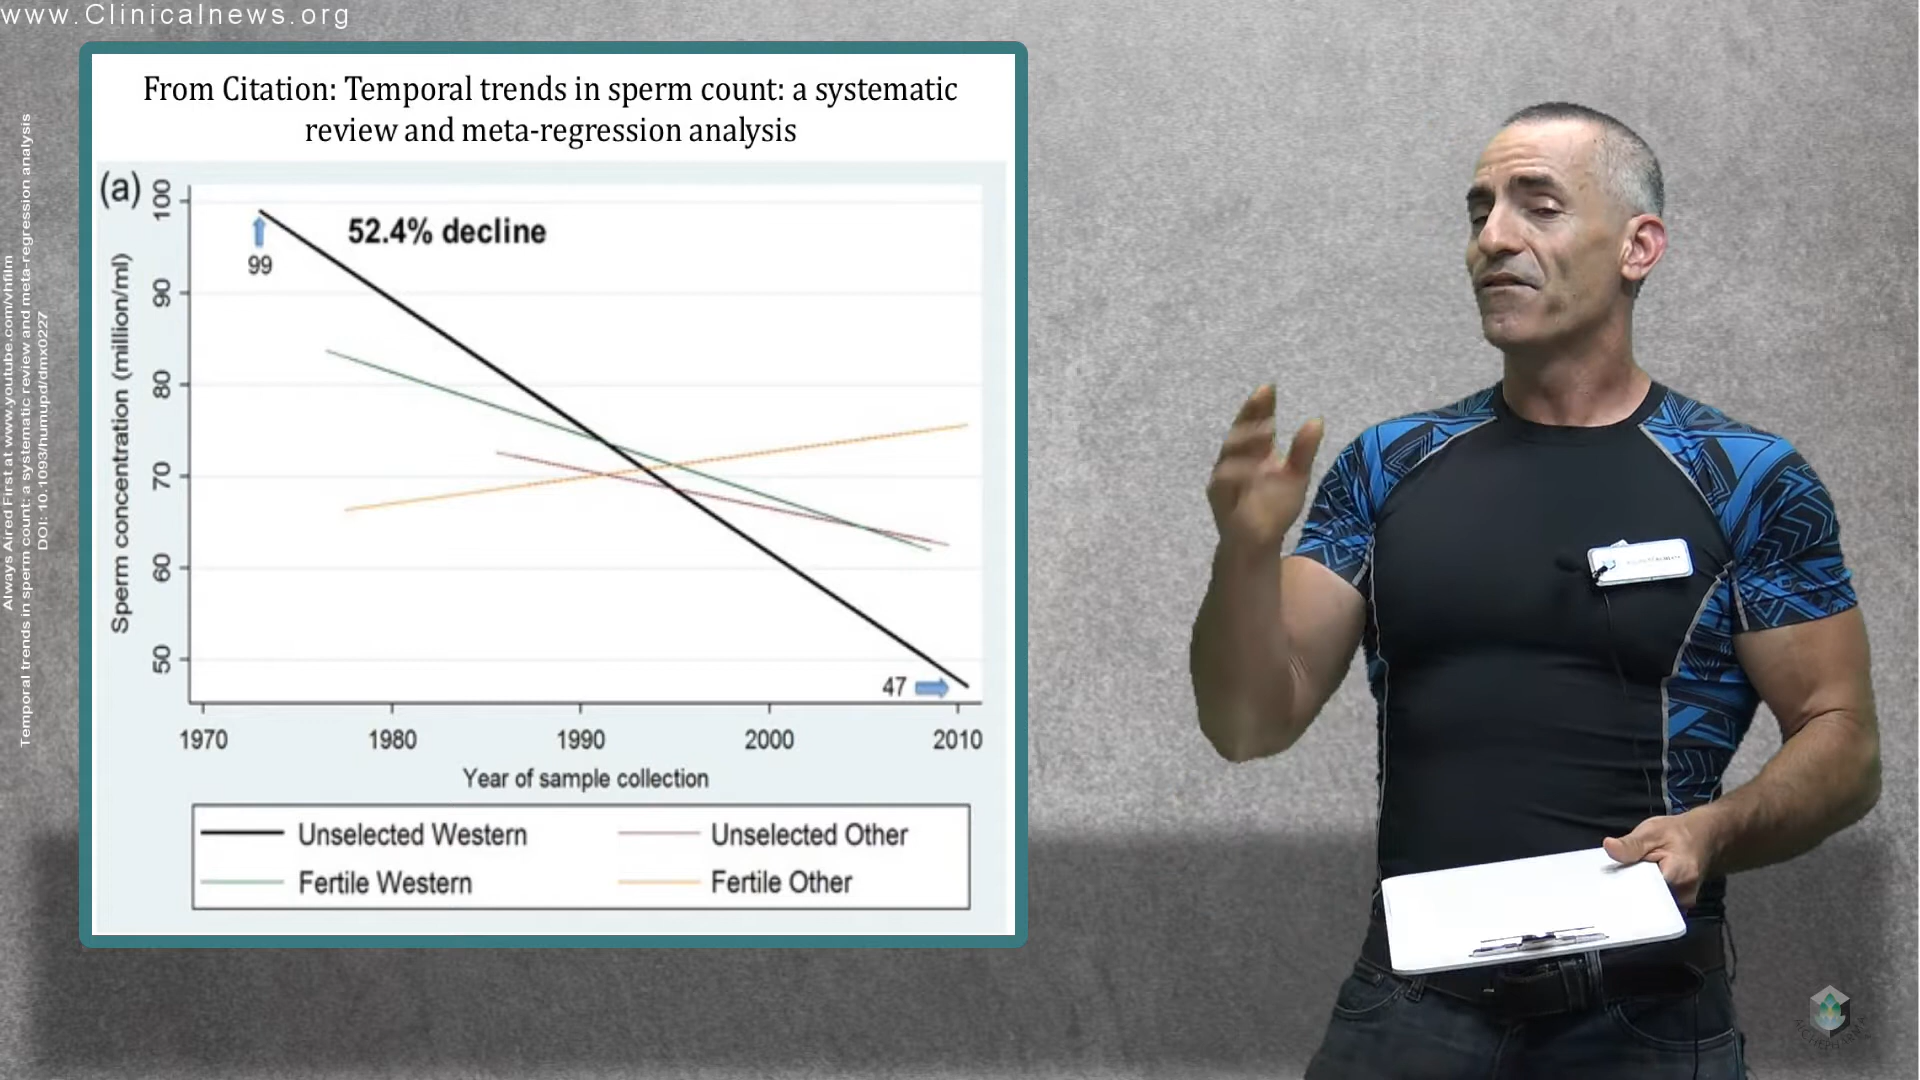 www.Clinicalnews.org
Always Aired First at www.youtube.com/vhfilm
Temporal trends in sperm count: a systematic review and meta-regression analysis
DOI: 10.1093/humupd/dmx0227
From Citation: Temporal trends in sperm count: a systematic
review and meta-regression analysis
(a)
52.4% decline
99
47
Sperm concentration (million/ml)
100
90
80
70
60
50
1970 1980 1990 2000 2010
Year of sample collection
Unselected Western Unselected Other
Fertile Western Fertile Other